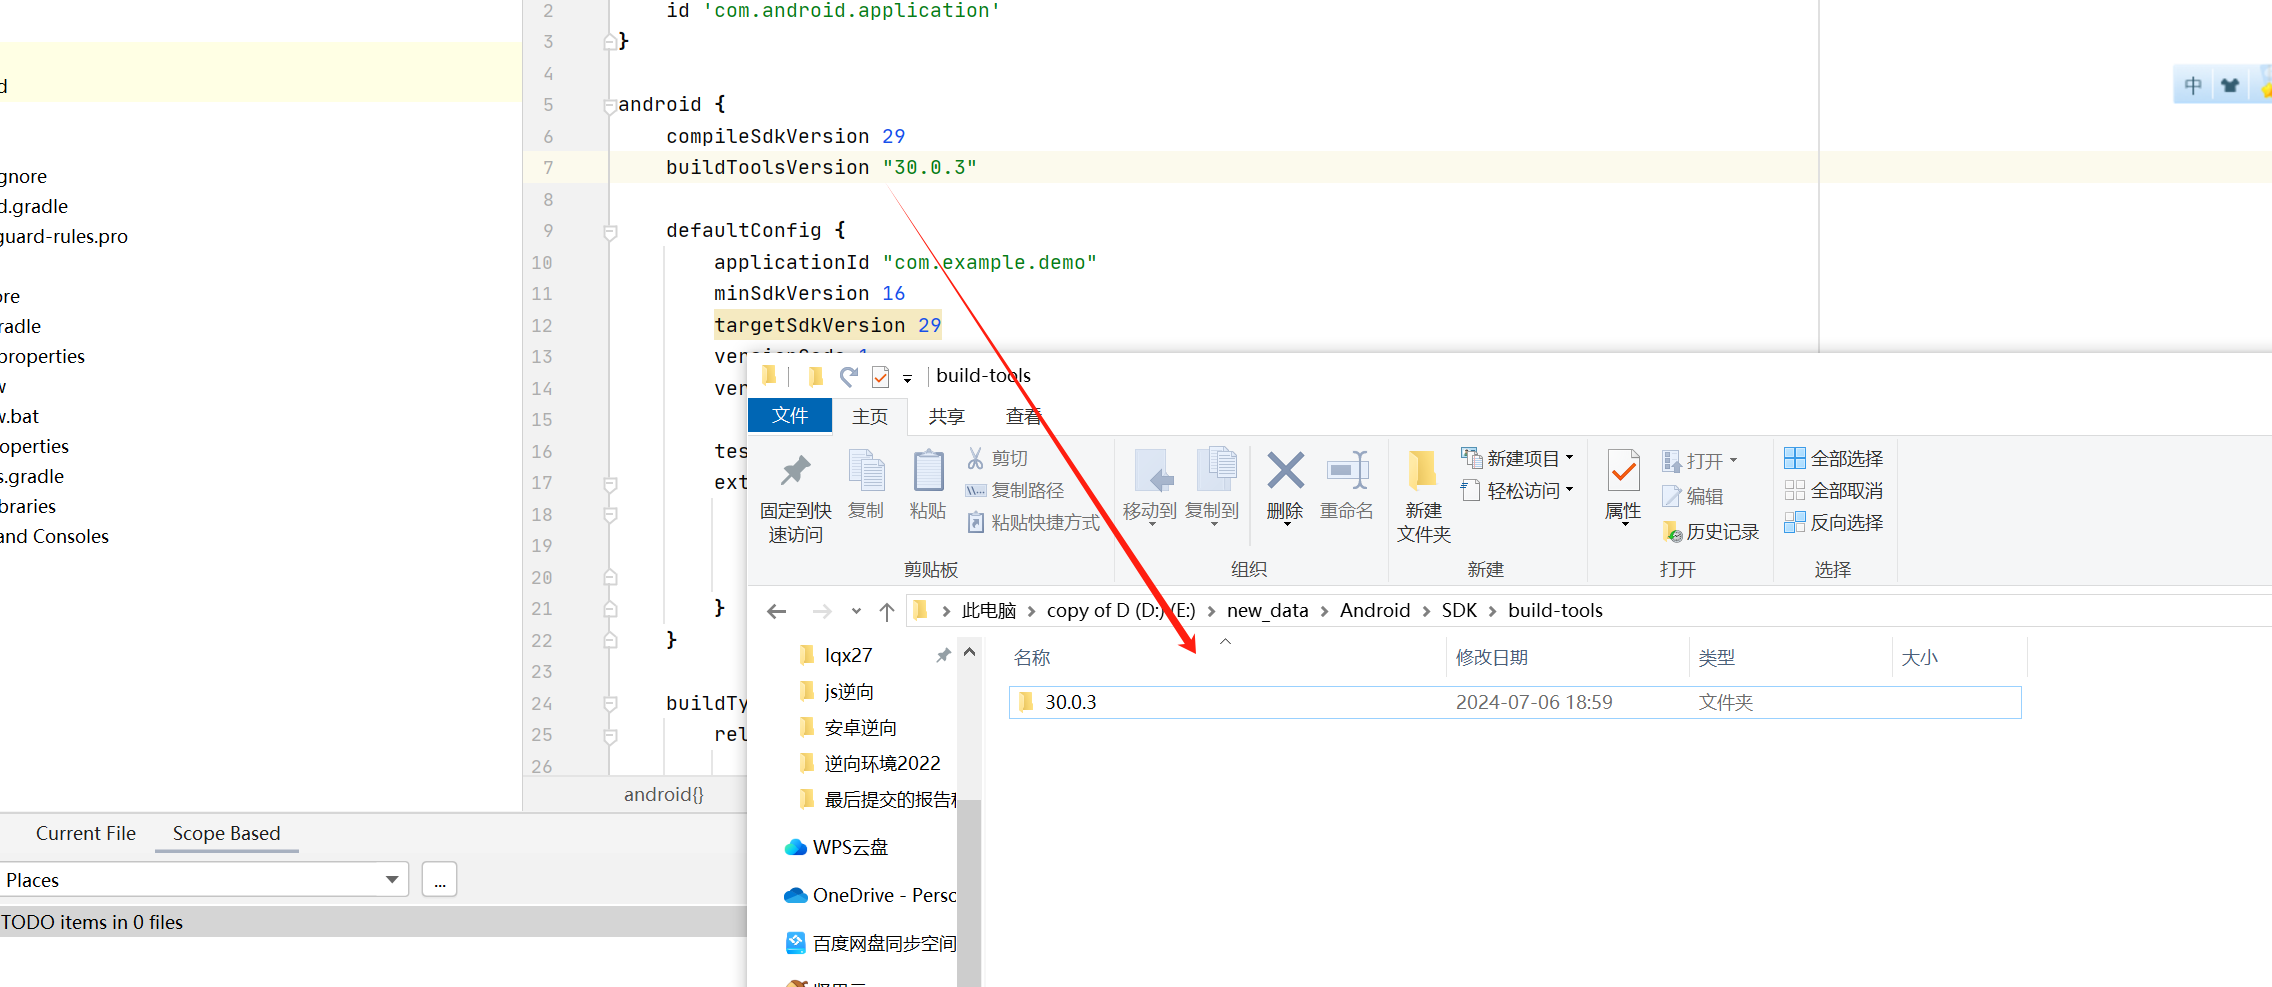 2 id 'com.android.application'
3 }
4
5 android {
6 compileSdkVersion 29
7 buildToolsVersion "30.0.3"
8
9 defaultConfig {
10 applicationId "com.example.demo"
11 minSdkVersion 16
12 targetSdkVersion 29
13
14 ver
15
16 tes
17 ext
18
19
20
21 }
22 }
23
24 buildTy
25 rel
26
android{}
中
d
gnore
d.gradle
guard-rules.pro
ore
radle
properties
w
w.bat
operties
s.gradle
braries
and Consoles
Current File Scope Based
Places ...
TODO items in 0 files
build-tools
文件 主页 共享 查看
固定到快速访问
复制
粘贴
剪切
复制路径
粘贴快捷方式
剪贴板
移动到
复制到
删除
重命名
组织
新建文件夹
新建项目
轻松访问
新建
属性
打开
编辑
历史记录
打开
全部选择
全部取消
反向选择
选择
此电脑 copy of D (D:) (E:) new_data Android SDK build-tools
lqx27
js逆向
安卓逆向
逆向环境2022
最后提交的报告
WPS云盘
OneDrive - Perso
百度网盘同步空间
名称 修改日期 类型 大小
30.0.3 2024-07-06 18:59 文件夹